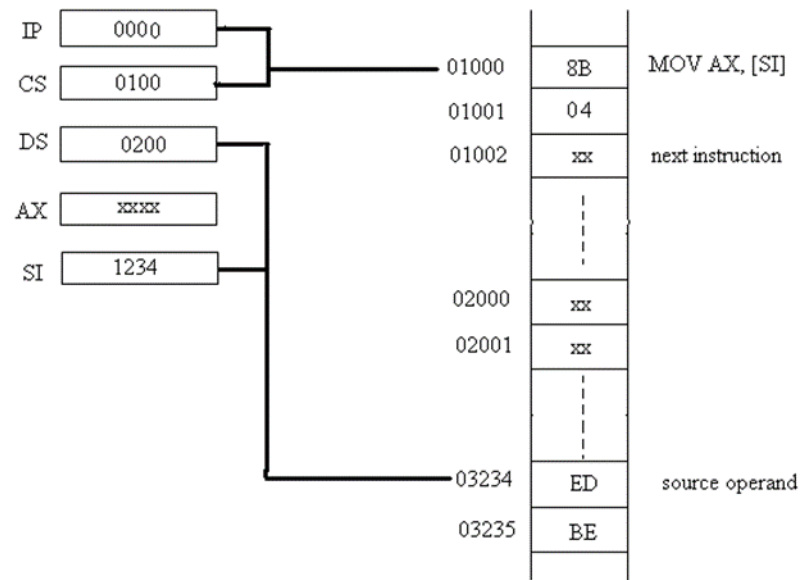 IP 0000
CS 0100
DS 0200
AX xxxx
SI 1234
01000 8B MOV AX, [SI]
01001 04
01002 xx next instruction
02000 xx
02001 xx
03234 ED source operand
03235 BE